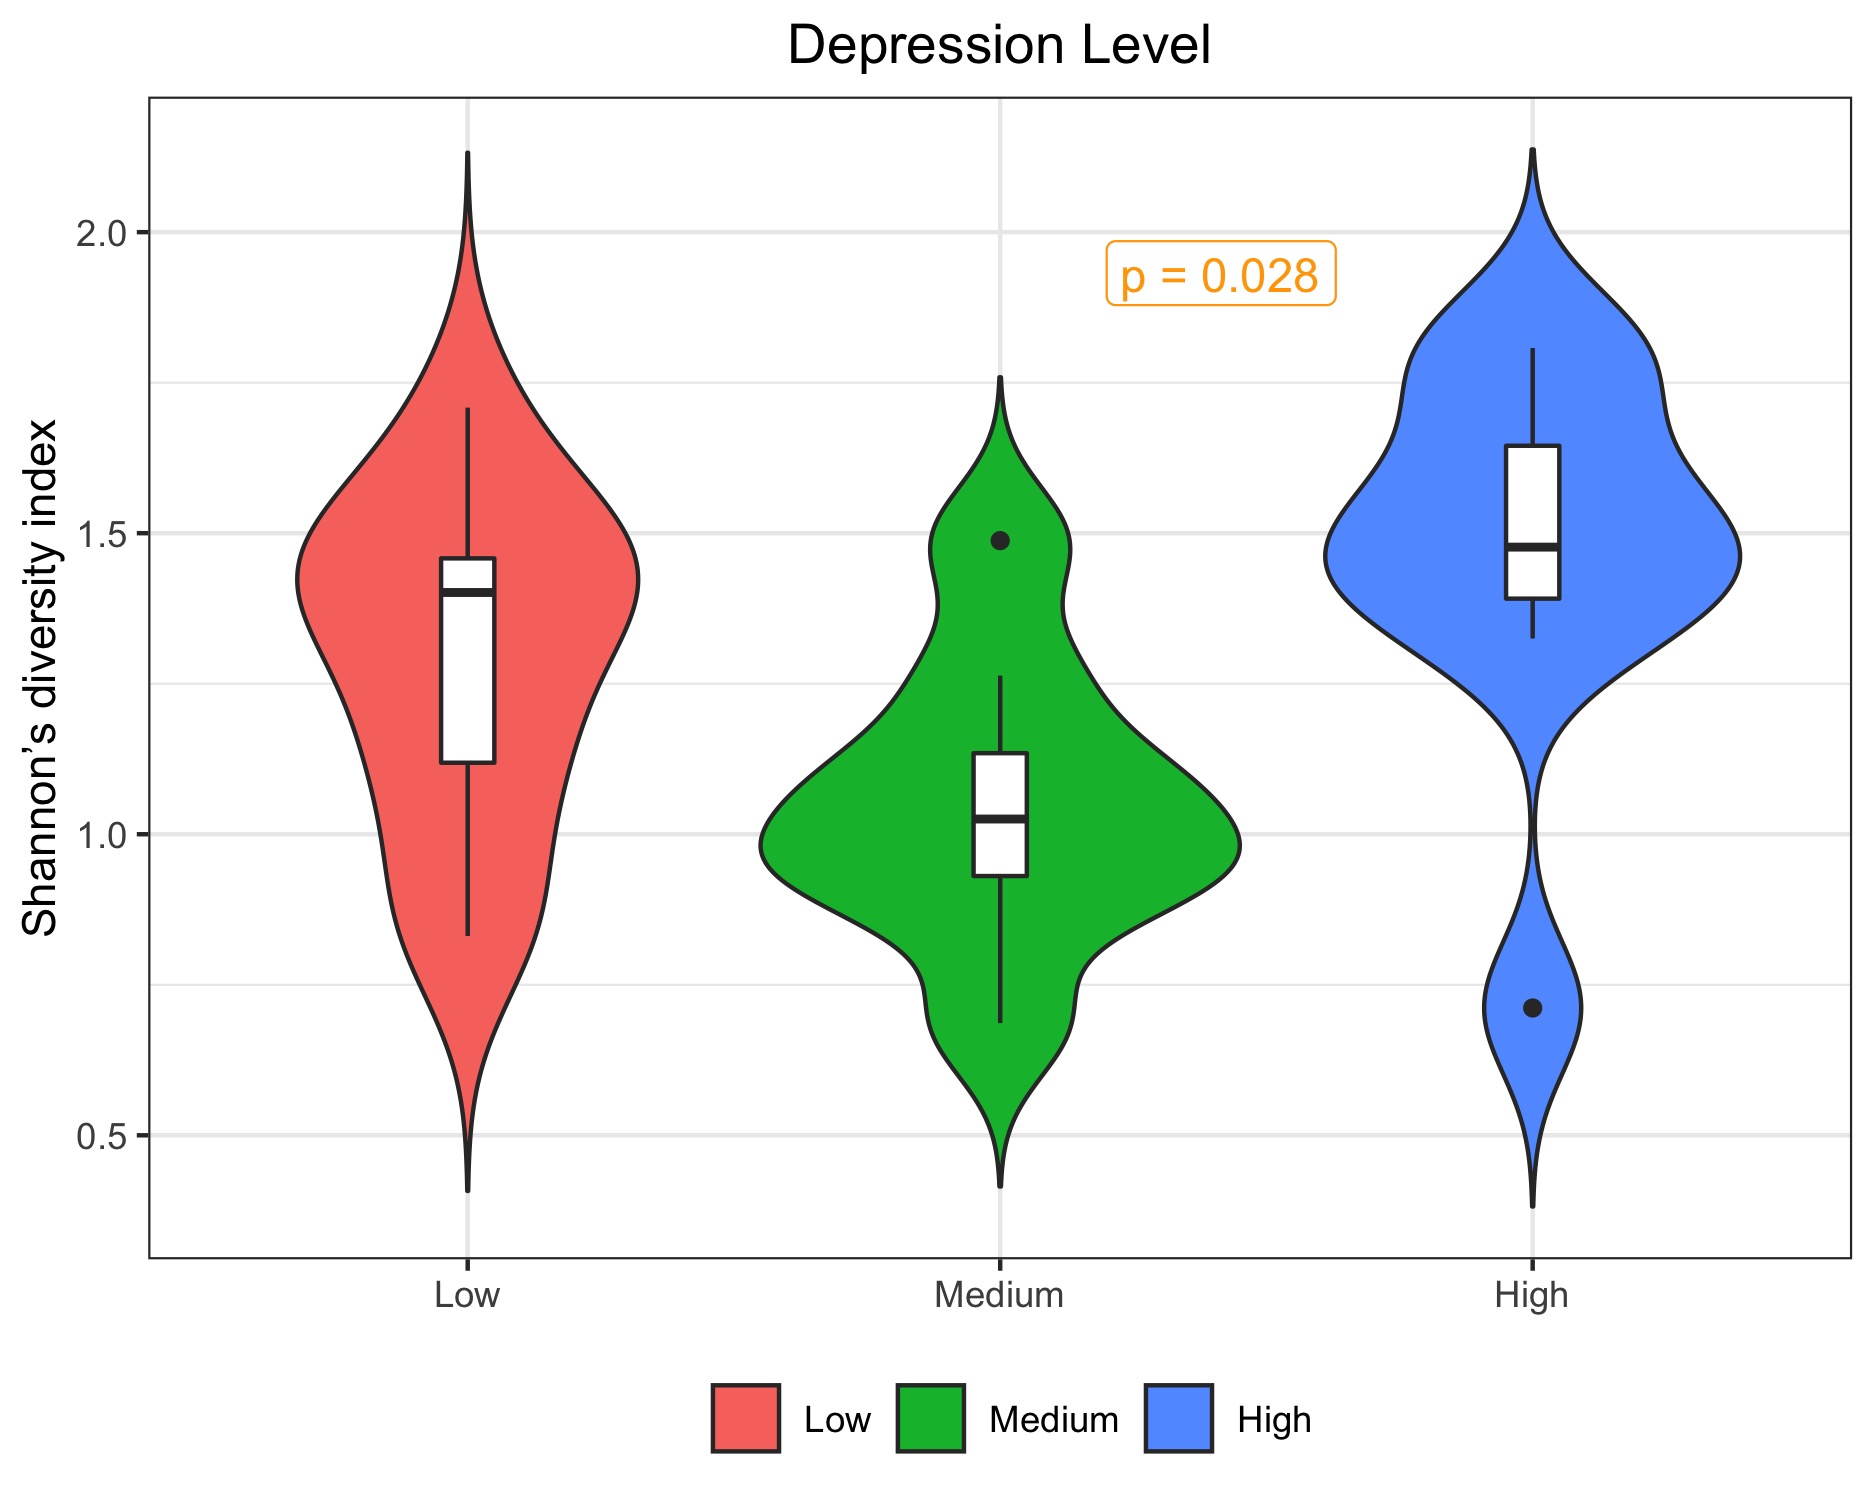 Depression Level
Shannon’s diversity index
2.0
1.5
1.0
0.5
p = 0.028
Low Medium High
Low Medium High